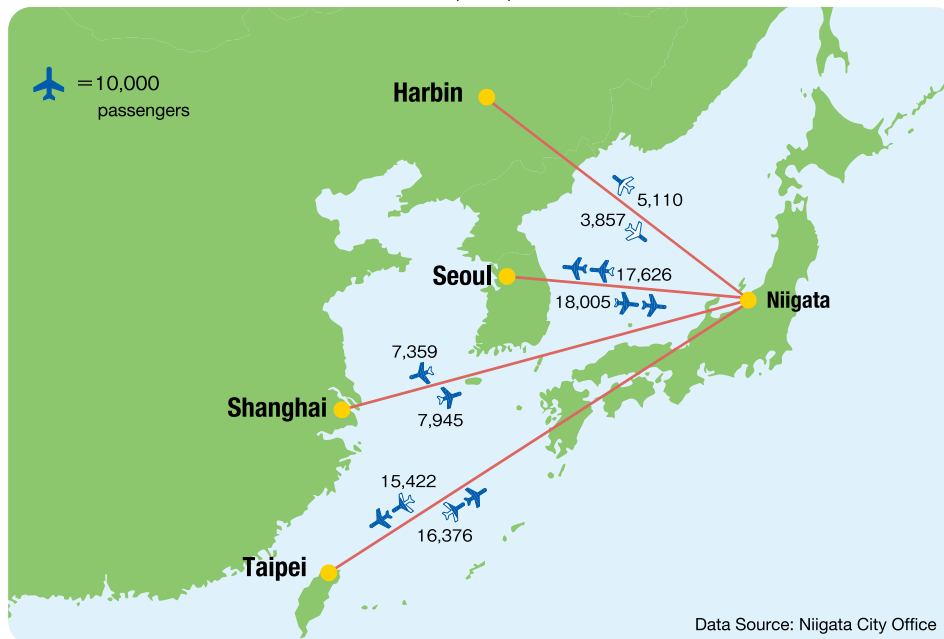 =10,000
passengers
Harbin
5,110
3,857
Seoul
17,626
18,005
Niigata
7,359
Shanghai
7,945
15,422
16,376
Taipei
Data Source: Niigata City Office